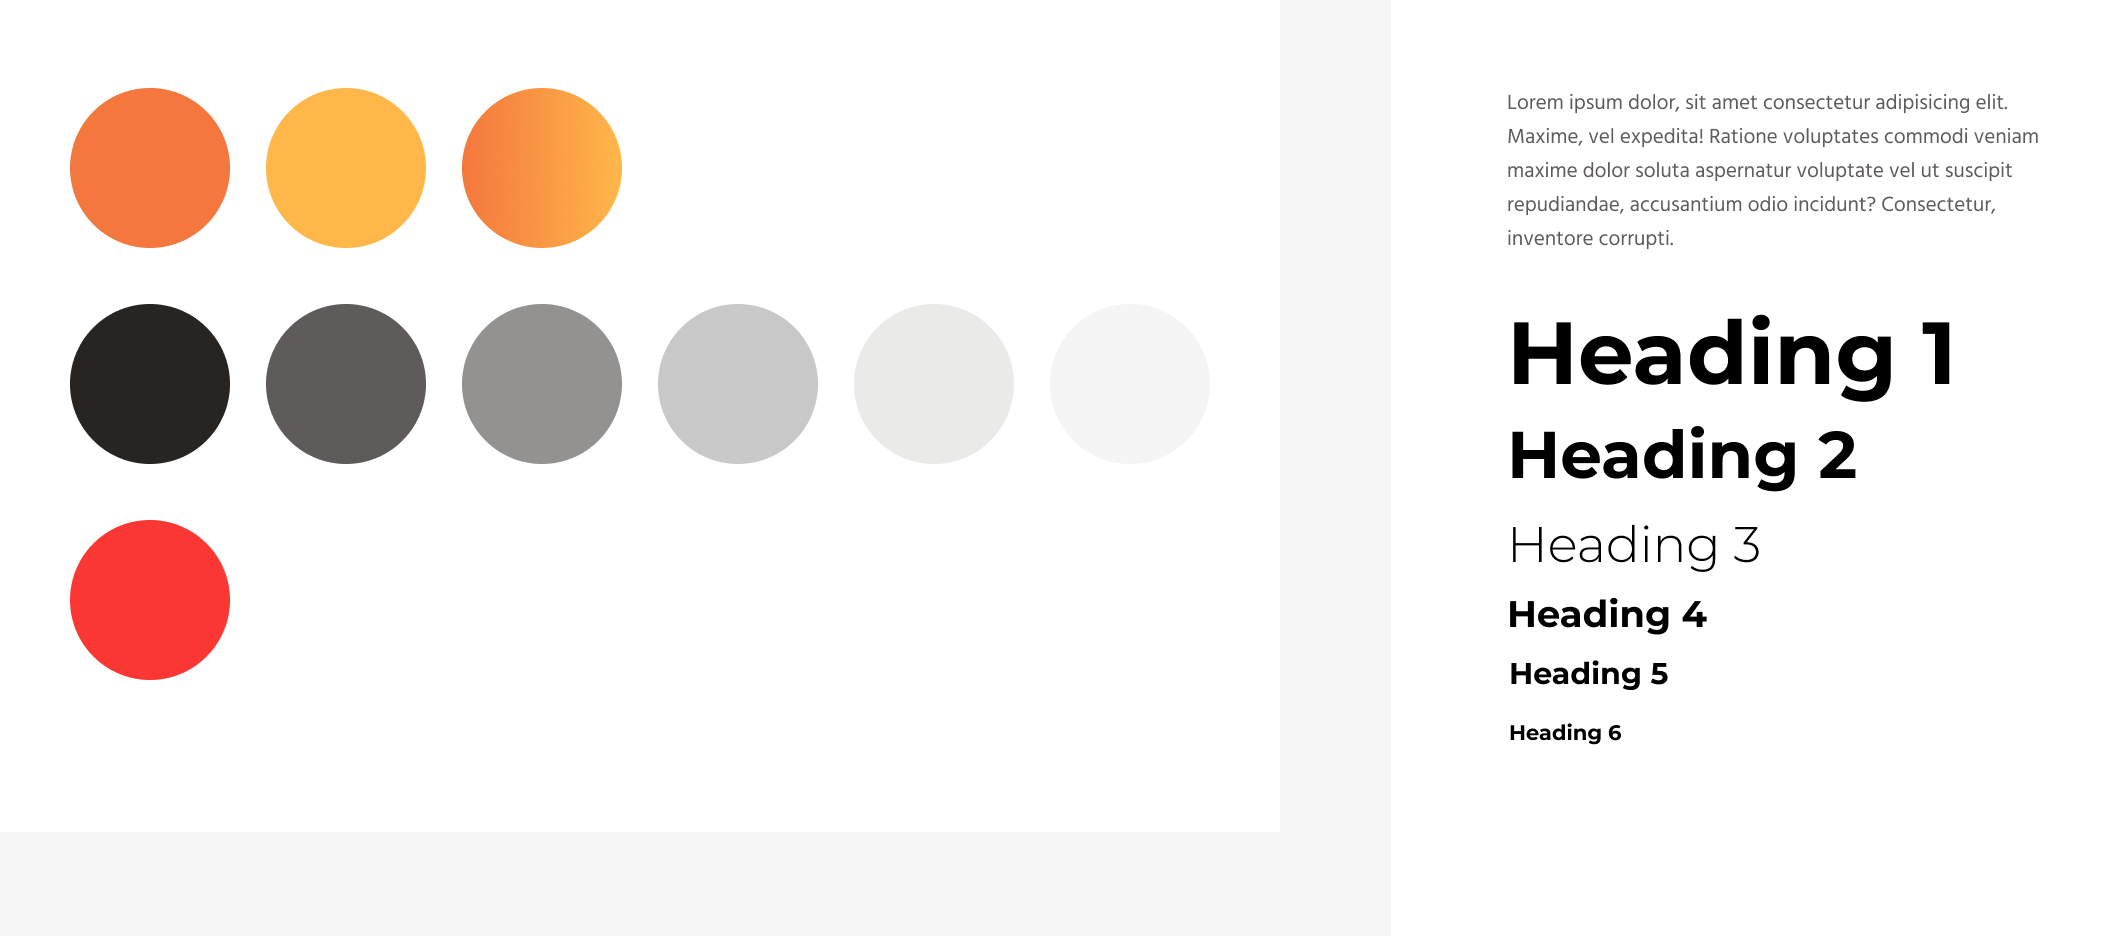 Lorem ipsum dolor, sit amet consectetur adipisicing elit.
Maxime, vel expedita! Ratione voluptates commodi veniam
maxime dolor soluta aspernatur voluptate vel ut suscipit
repudiandae, accusantium odio incidunt? Consectetur,
inventore corrupti.
Heading 1
Heading 2
Heading 3
Heading 4
Heading 5
Heading 6